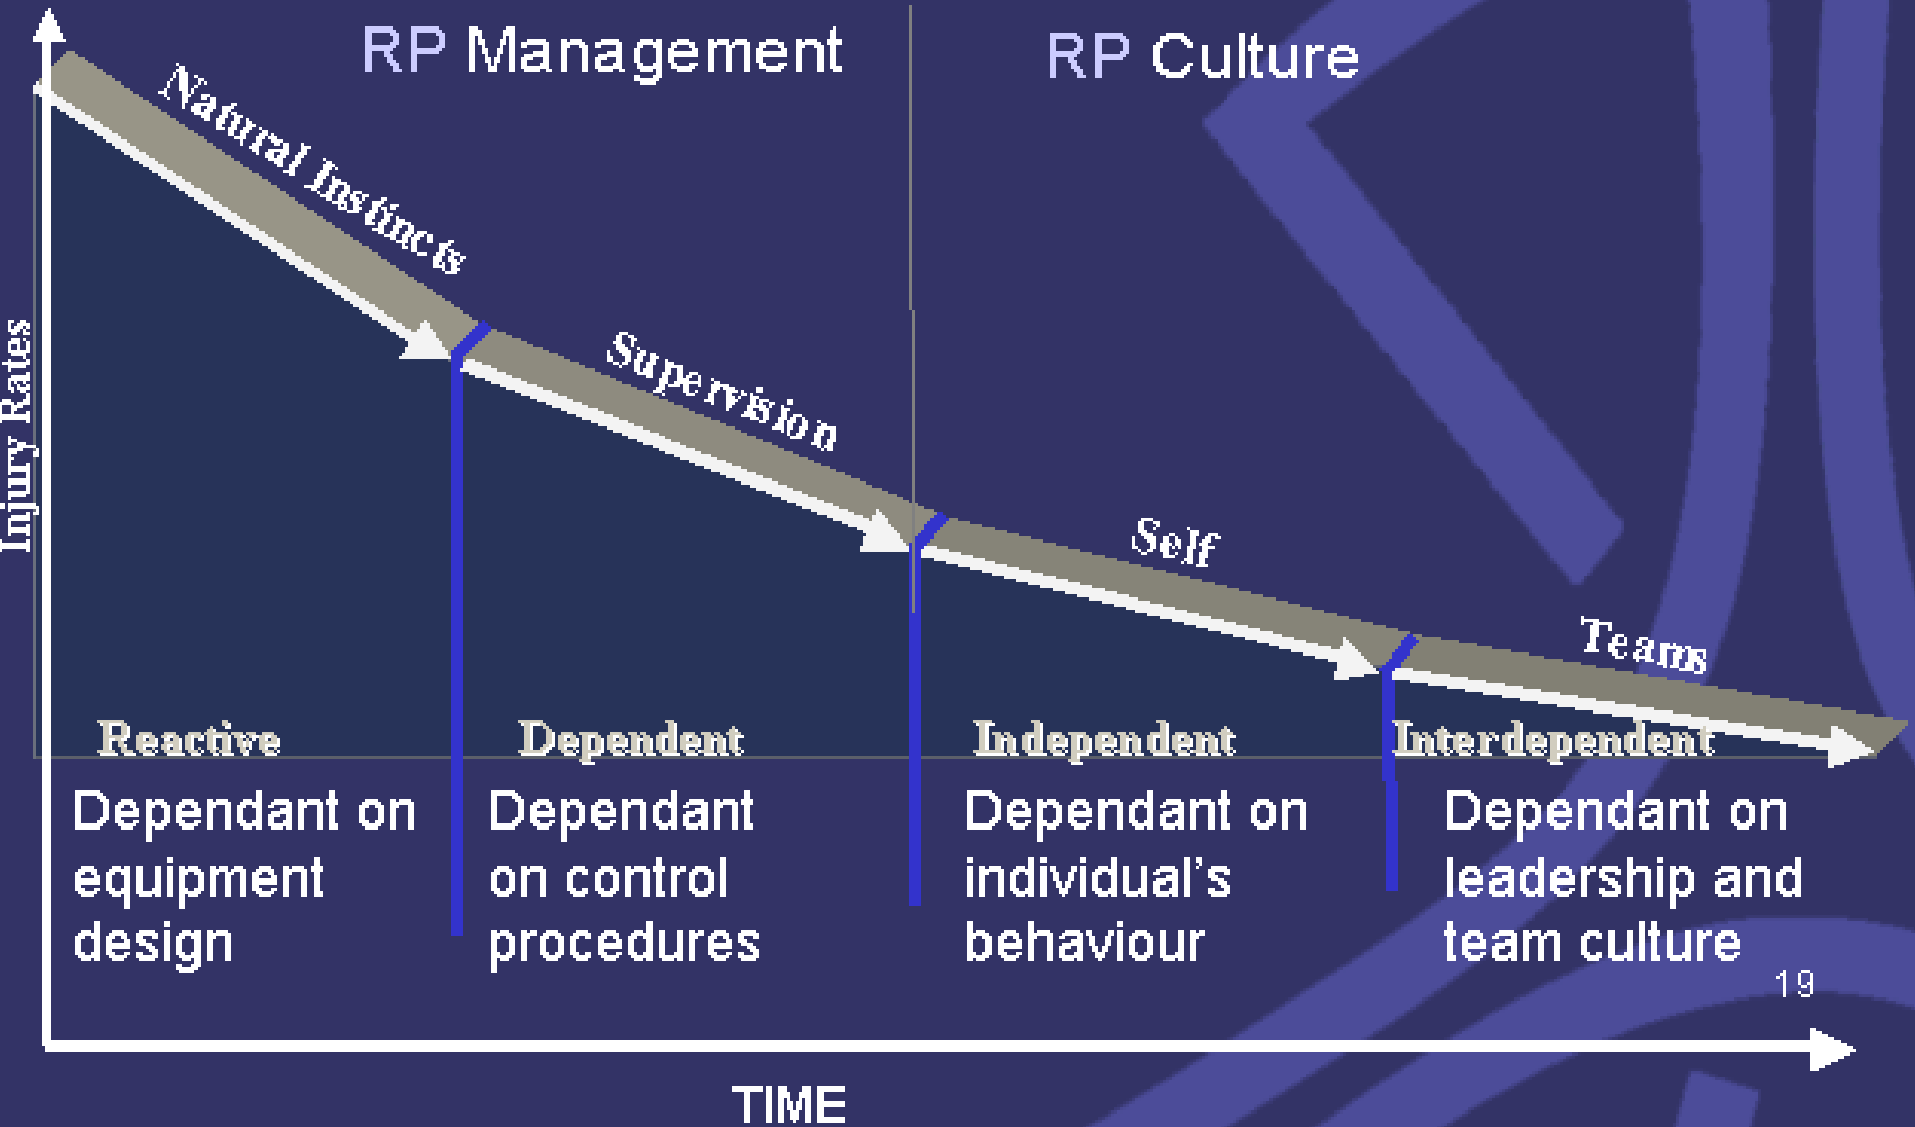 RP Management
RP Culture
Natural Instincts
Supervision
Self
Teams
Injury Rates
Reactive
Dependent
Independent
Interdependent
Dependant on
equipment
design
Dependant
on control
procedures
Dependant on
individual's
behaviour
Dependant on
leadership and
team culture
19
TIME